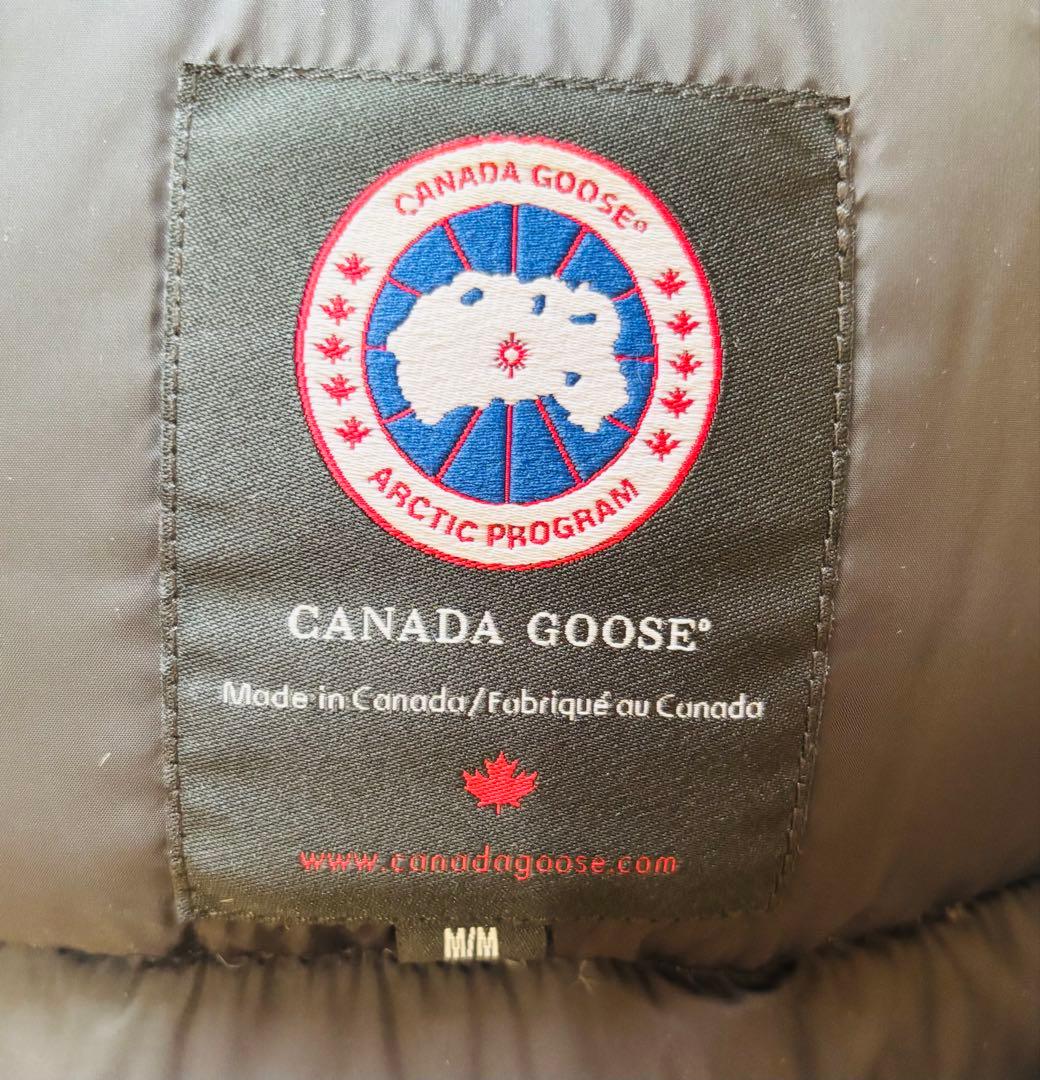 CANADA GOOSE®
ARCTIC PROGRAM
CANADA GOOSE®
Made in Canada/Fabriqué au Canada
www.canadagoose.com
M/M